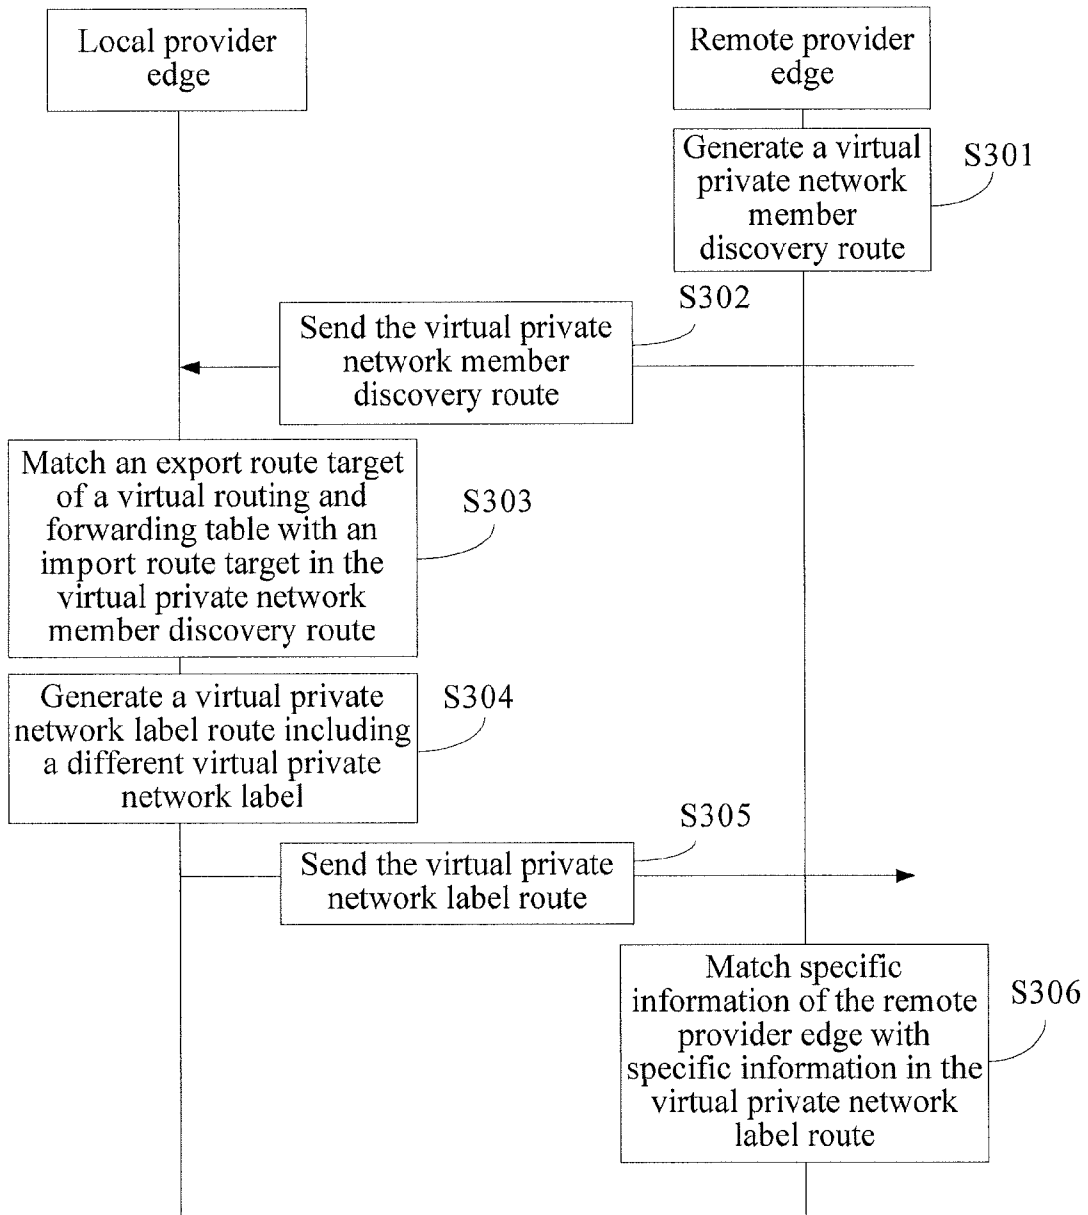 Local provider
edge
Remote provider
edge
Generate a virtual
private network
member
discovery route
S301
S302
Send the virtual private
network member
discovery route
Match an export route target
of a virtual routing and
forwarding table with an
import route target in the
virtual private network
member discovery route
S303
Generate a virtual private
network label route including
a different virtual private
network label
S304
S305
Send the virtual private
network label route
Match specific
information of the remote
provider edge with
specific information in the
virtual private network
label route
S306